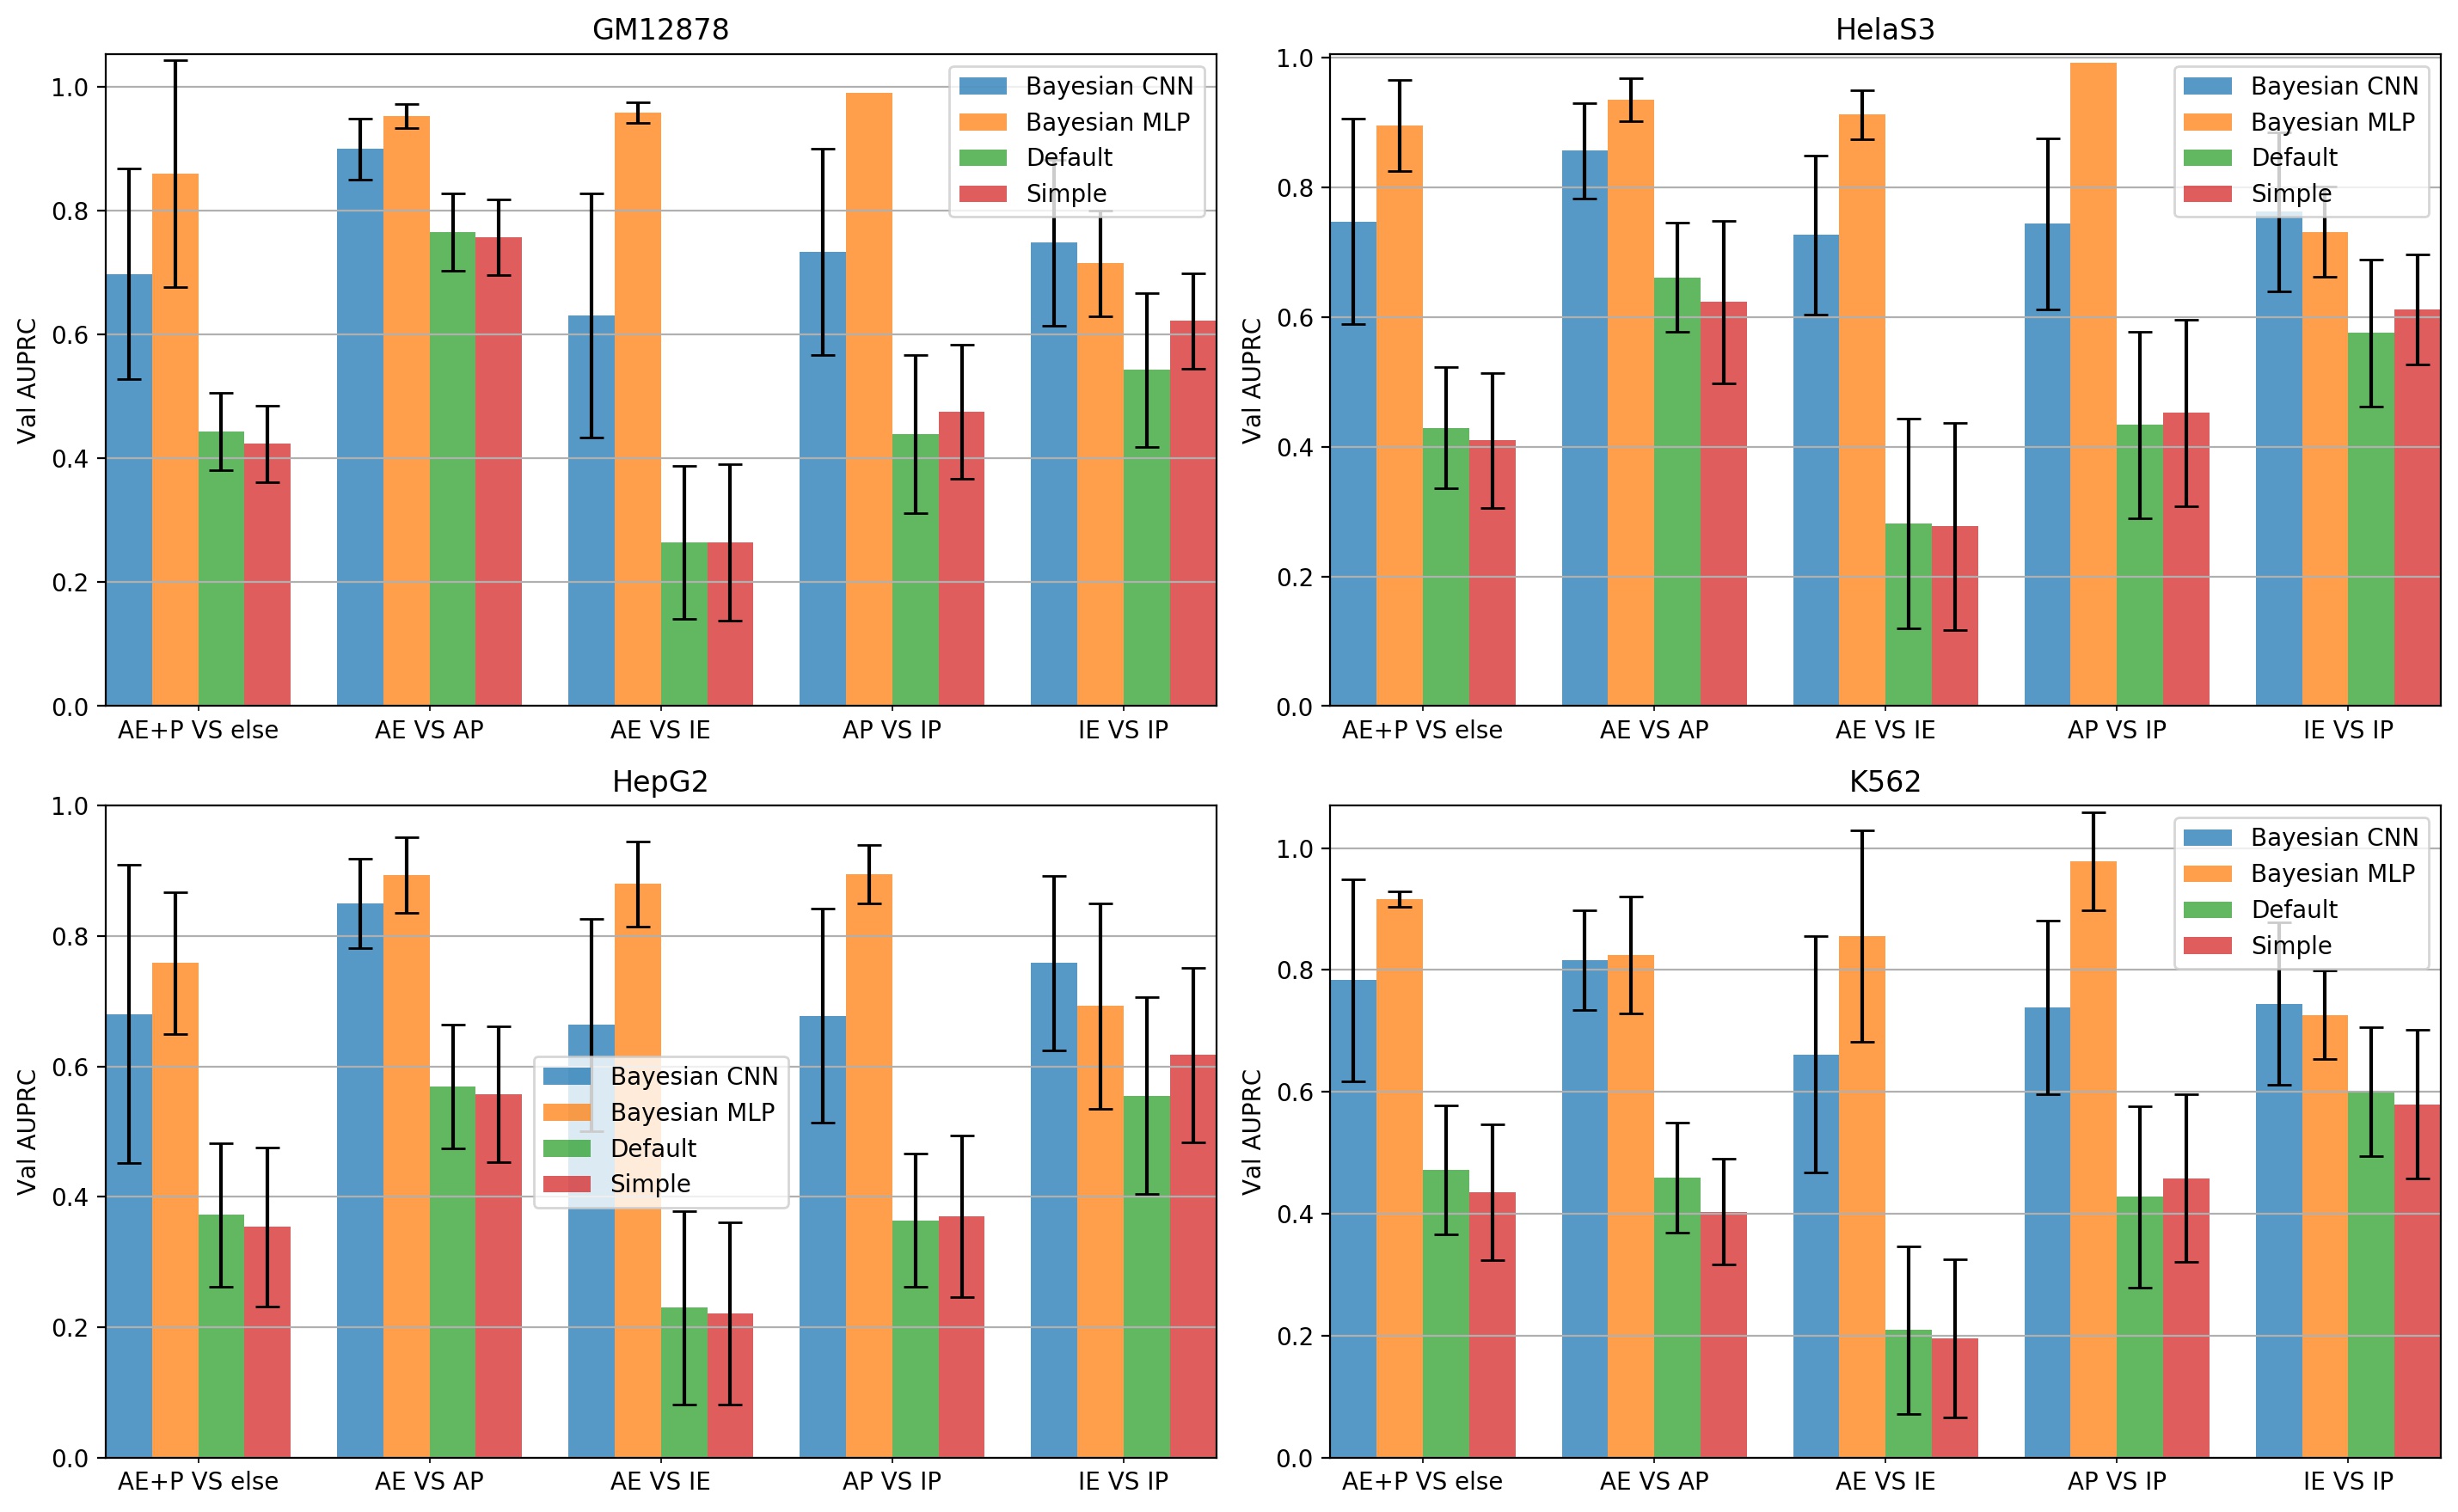 GM12878
Val AUPRC
1.0
0.8
0.6
0.4
0.2
0.0
Bayesian CNN
Bayesian MLP
Default
Simple
AE+P VS else
AE VS AP
AE VS IE
AP VS IP
IE VS IP
HelaS3
Val AUPRC
1.0
0.8
0.6
0.4
0.2
0.0
Bayesian CNN
Bayesian MLP
Default
Simple
AE+P VS else
AE VS AP
AE VS IE
AP VS IP
IE VS IP
HepG2
Val AUPRC
1.0
0.8
0.6
0.4
0.2
0.0
Bayesian CNN
Bayesian MLP
Default
Simple
AE+P VS else
AE VS AP
AE VS IE
AP VS IP
IE VS IP
K562
Val AUPRC
1.0
0.8
0.6
0.4
0.2
0.0
Bayesian CNN
Bayesian MLP
Default
Simple
AE+P VS else
AE VS AP
AE VS IE
AP VS IP
IE VS IP